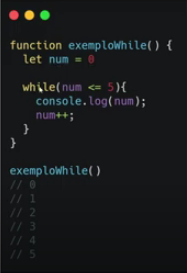 function exemploWhile() {
let num = 0
while(num <= 5){
console.log(num);
num++;
}
}
exemploWhile()
// 0
// 1
// 2
// 3
// 4
// 5